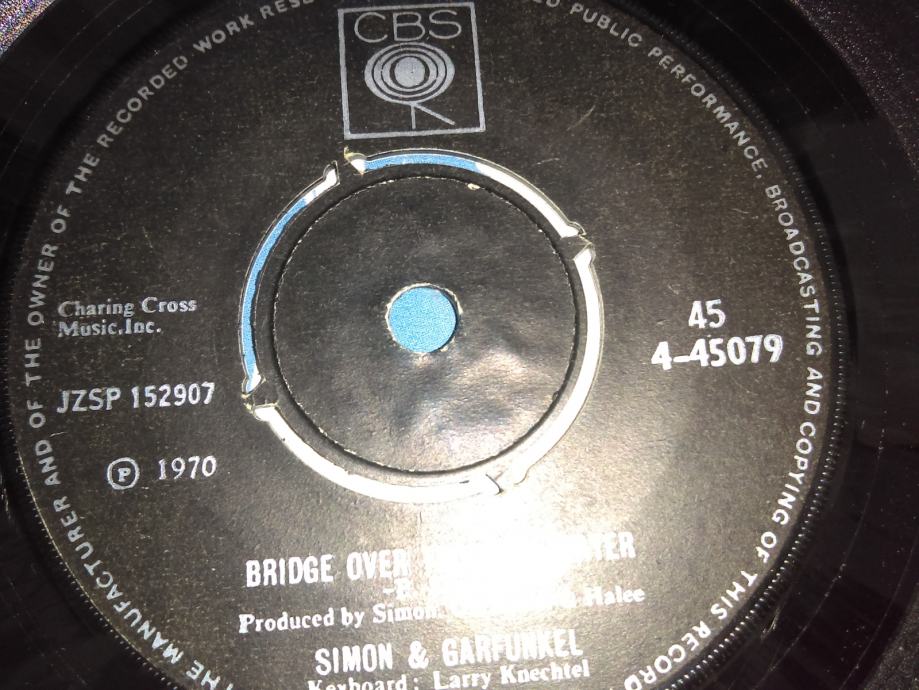 CBS
THE MANUFACTURER AND OF THE OWNER OF THE RECORDED WORK
PUBLIC PERFORMANCE, BROADCASTING AND COPYING OF THIS RECORD
Charing Cross
Music, Inc.
JZSP 152907
℗ 1970
45
4-45079
BRIDGE OVER
Produced by Halee
SIMON & GARFUNKEL
Keyboard: Larry Knechtel